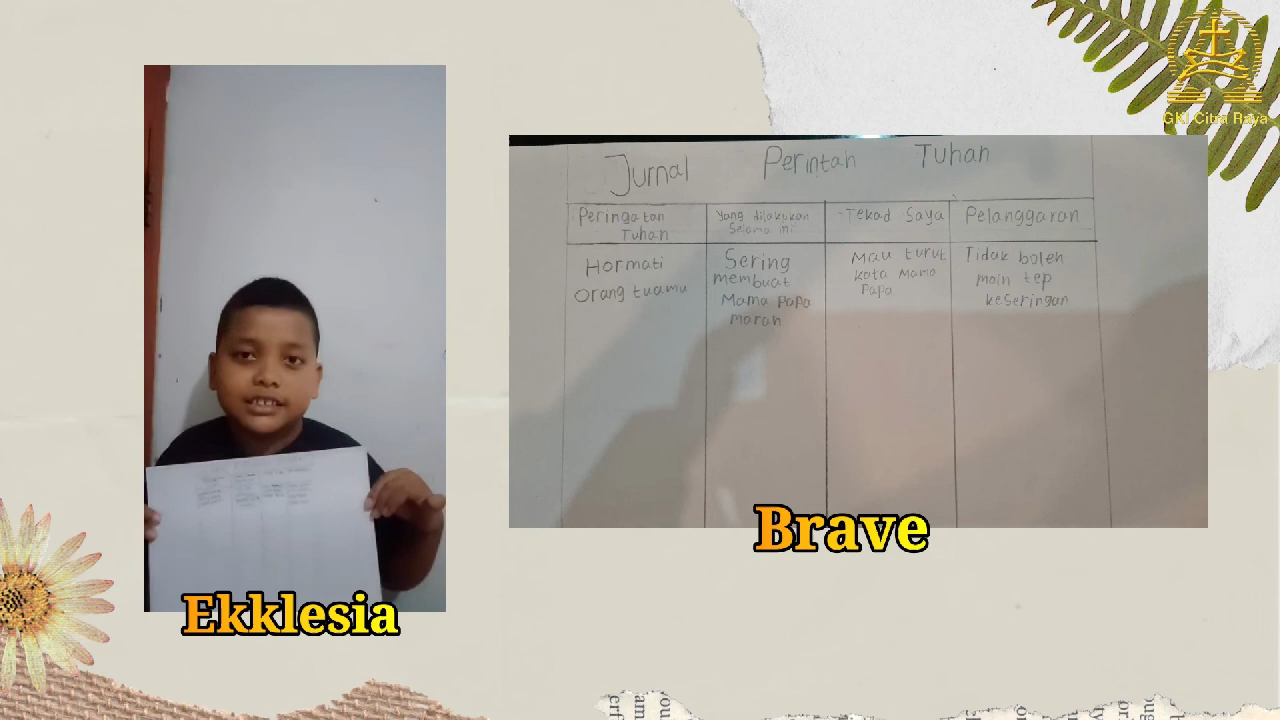 GKI Citra Raya
Jurnal Perintah Tuhan
Peringatan
Tuhan
Yang dilakukan
Selama ini
Tekad Saya
Pelanggaran
Hormati
Orang tuamu
Sering
membuat
Mama Papa
marah
Mau turut
kata Mama
Papa
Tidak boleh
main tep
keseringan
Brave
Ekklesia